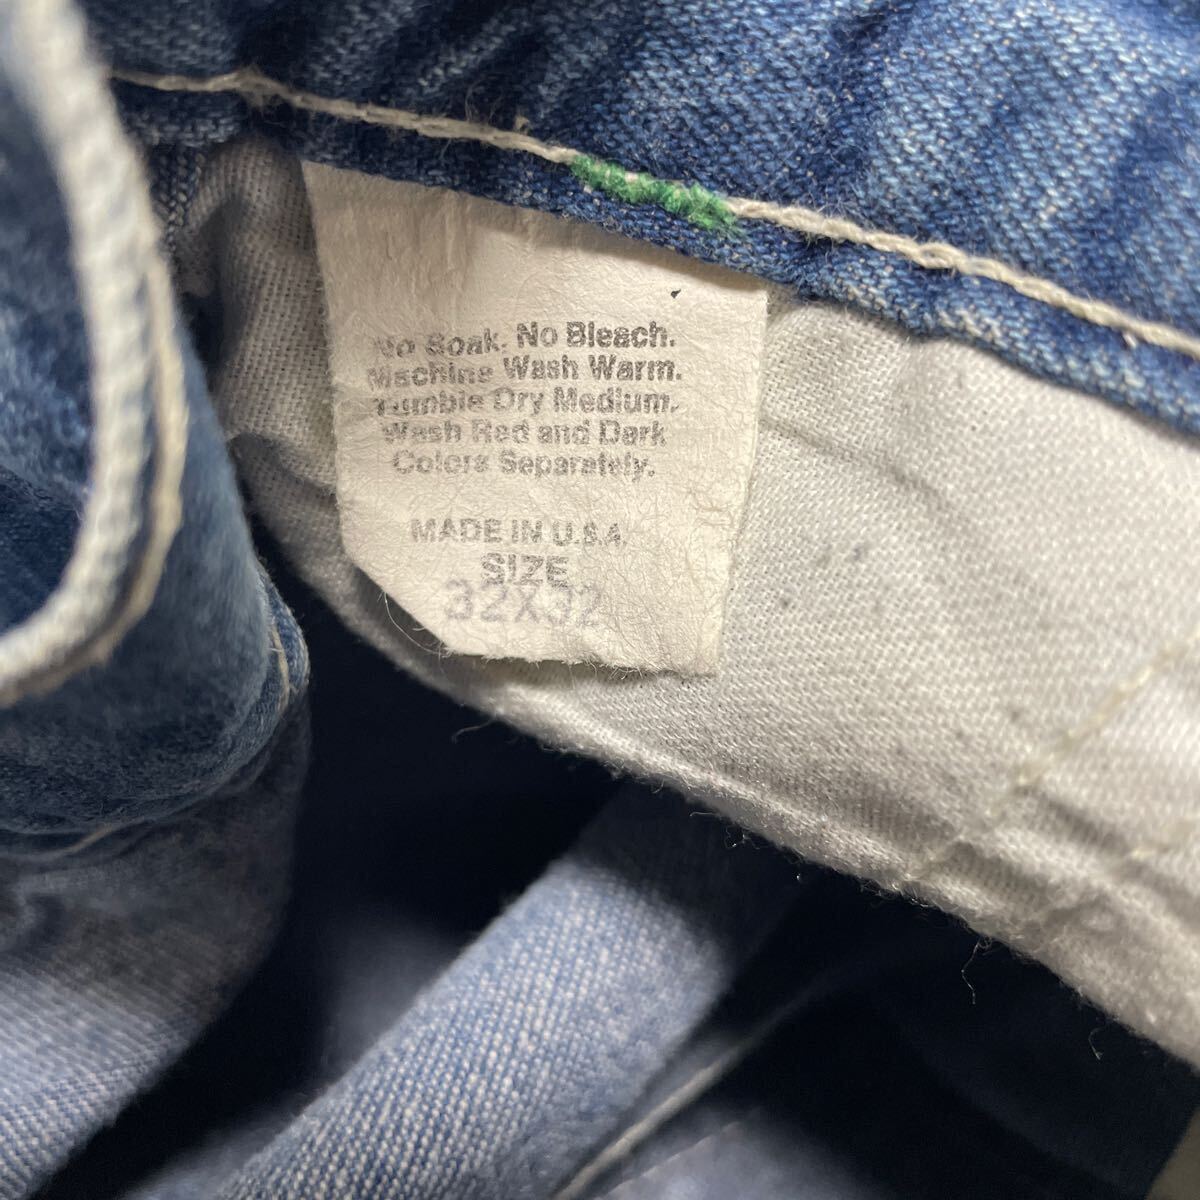 No Soak. No Bleach.
Machine Wash Warm.
Tumble Dry Medium.
Wash Red and Dark
Colors Separately.
MADE IN U.S.A.
SIZE
32X32